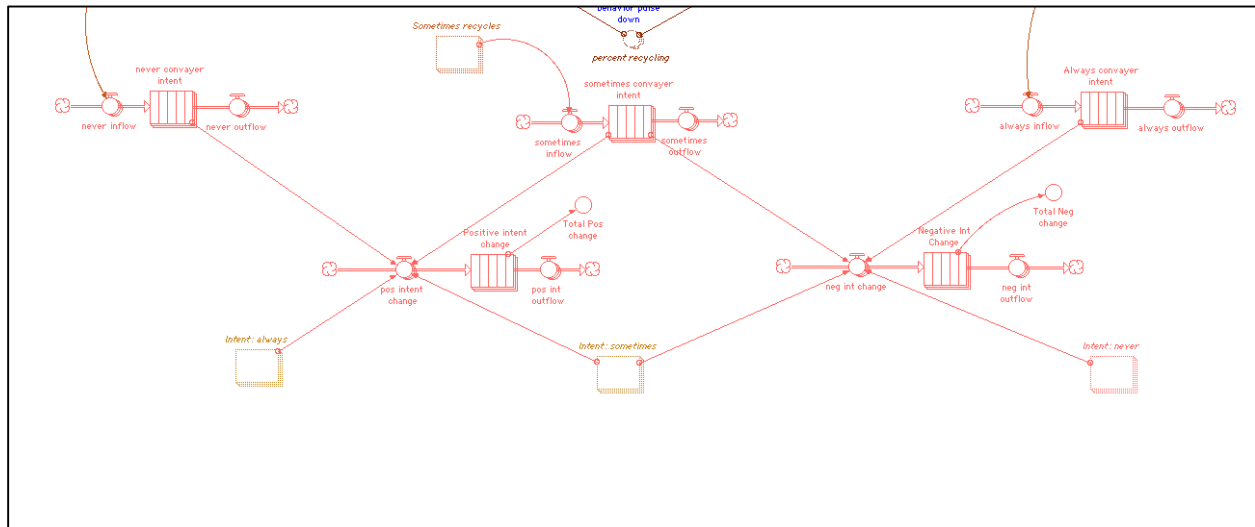 behavior pulse
down
Sometimes recycles
percent recycling
never convayer
intent
sometimes convayer
intent
Always convayer
intent
never inflow
never outflow
sometimes
inflow
sometimes
outflow
always inflow
always outflow
Positive intent
change
Total Pos
change
Negative Int
Change
Total Neg
change
pos intent
change
pos int
outflow
neg int change
neg int
outflow
Intent: always
Intent: sometimes
Intent: never